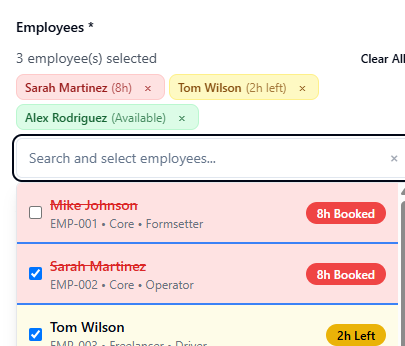 Employees *
3 employee(s) selected Clear All
Sarah Martinez (8h) × Tom Wilson (2h left) ×
Alex Rodriguez (Available) ×
Search and select employees... ×
Mike Johnson 8h Booked
EMP-001 • Core • Formsetter
Sarah Martinez 8h Booked
EMP-002 • Core • Operator
Tom Wilson 2h Left
EMP-003 • Freelancer • Driver